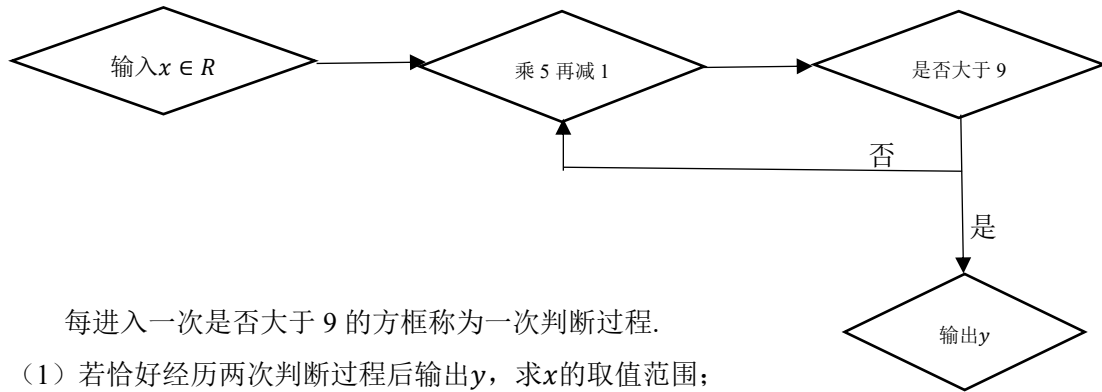 输入x ∈ R
乘 5 再减 1
是否大于 9
否
是
输出y
每进入一次是否大于 9 的方框称为一次判断过程.
（1）若恰好经历两次判断过程后输出y，求x的取值范围；